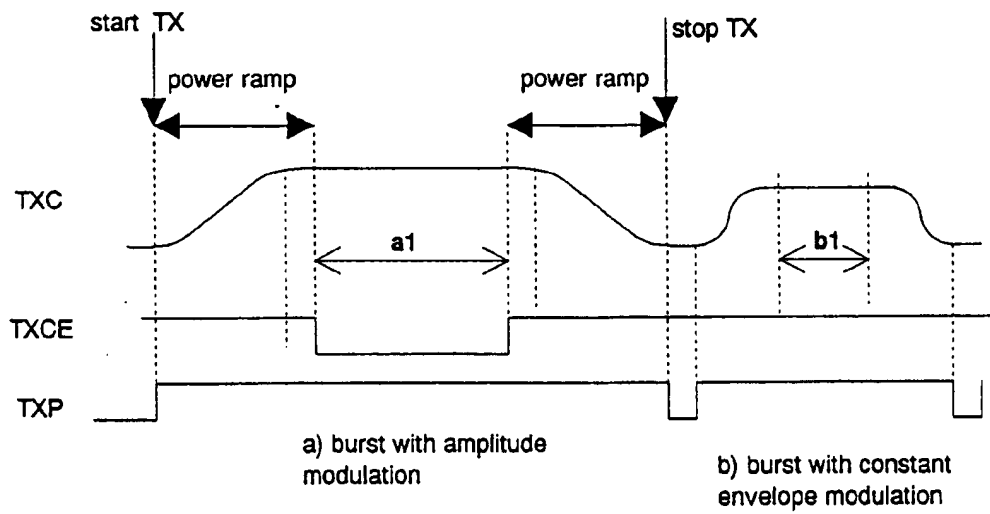 start TX
stop TX
power ramp
power ramp
TXC
a1
b1
TXCE
TXP
a) burst with amplitude
modulation
b) burst with constant
envelope modulation